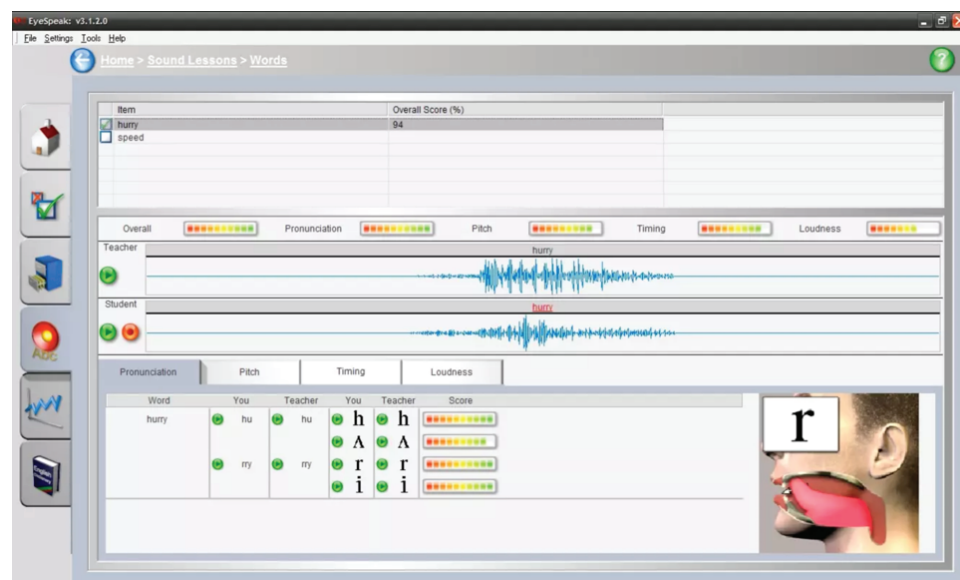 EyeSpeak: v3.1.2.0
File Settings Tools Help
Home > Sound Lessons > Words
?
Item Overall Score (%)
hurry 94
speed
Overall Pronunciation Pitch Timing Loudness
Teacher hurry
Student hurry
ABC
Pronunciation Pitch Timing Loudness
Word You Teacher You Teacher Score
hurry hu hu h h
ʌ ʌ
rry rry r r
i i
r
English